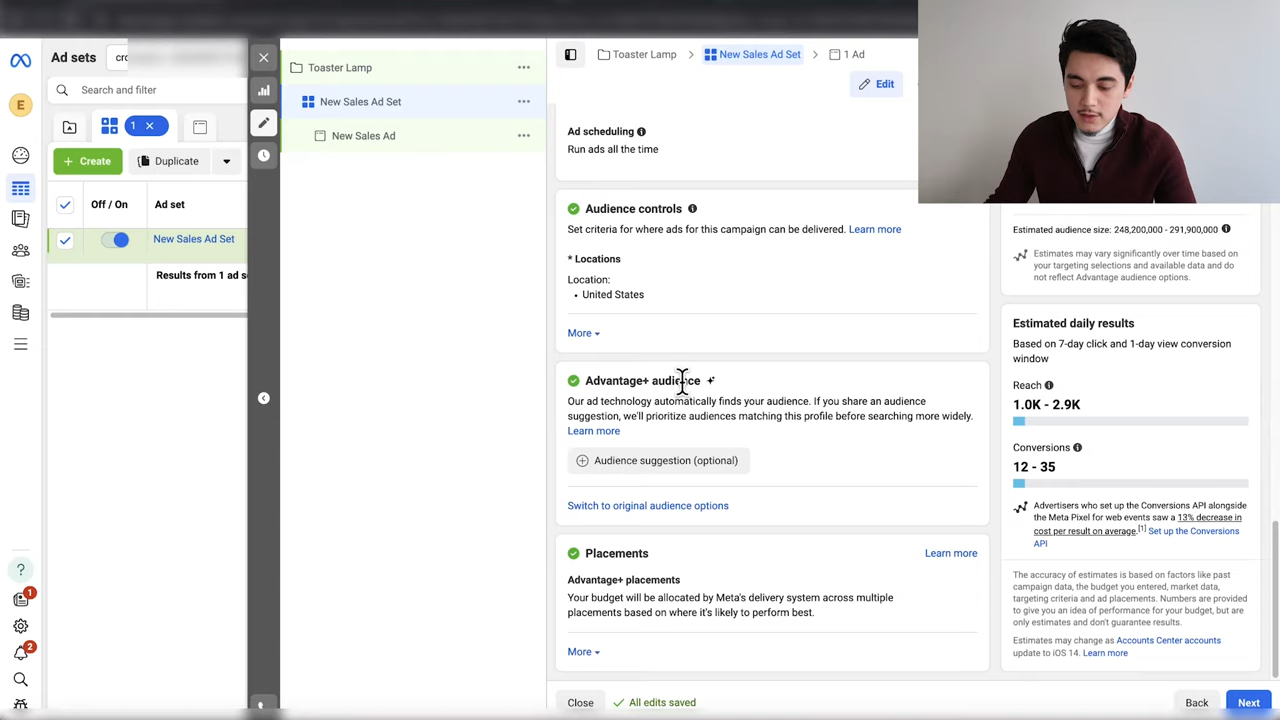 Ad sets
crc
Search and filter
E
1
Create
Duplicate
Off / On
Ad set
New Sales Ad Set
Results from 1 ad s
?
1
2
Toaster Lamp
New Sales Ad Set
New Sales Ad
Toaster Lamp
New Sales Ad Set
1 Ad
Edit
Ad scheduling
Run ads all the time
Audience controls
Set criteria for where ads for this campaign can be delivered. Learn more
* Locations
Location:
• United States
More
Advantage+ audience
Our ad technology automatically finds your audience. If you share an audience
suggestion, we'll prioritize audiences matching this profile before searching more widely.
Learn more
Audience suggestion (optional)
Switch to original audience options
Placements
Learn more
Advantage+ placements
Your budget will be allocated by Meta's delivery system across multiple
placements based on where it's likely to perform best.
More
Close
All edits saved
Back
Next
Estimated audience size: 248,200,000 - 291,900,000
Estimates may vary significantly over time based on
your targeting selections and available data and do
not reflect Advantage audience options.
Estimated daily results
Based on 7-day click and 1-day view conversion
window
Reach
1.0K - 2.9K
Conversions
12 - 35
Advertisers who set up the Conversions API alongside
the Meta Pixel for web events saw a 13% decrease in
cost per result on average.[1] Set up the Conversions
API
The accuracy of estimates is based on factors like past
campaign data, the budget you entered, market data,
targeting criteria and ad placements. Numbers are provided
to give you an idea of performance for your budget, but are
only estimates and don't guarantee results.
Estimates may change as Accounts Center accounts
update to iOS 14. Learn more